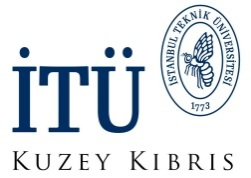 İTÜ
İSTANBUL TEKNİK ÜNİVERSİTESİ
1773
KUZEY KIBRIS